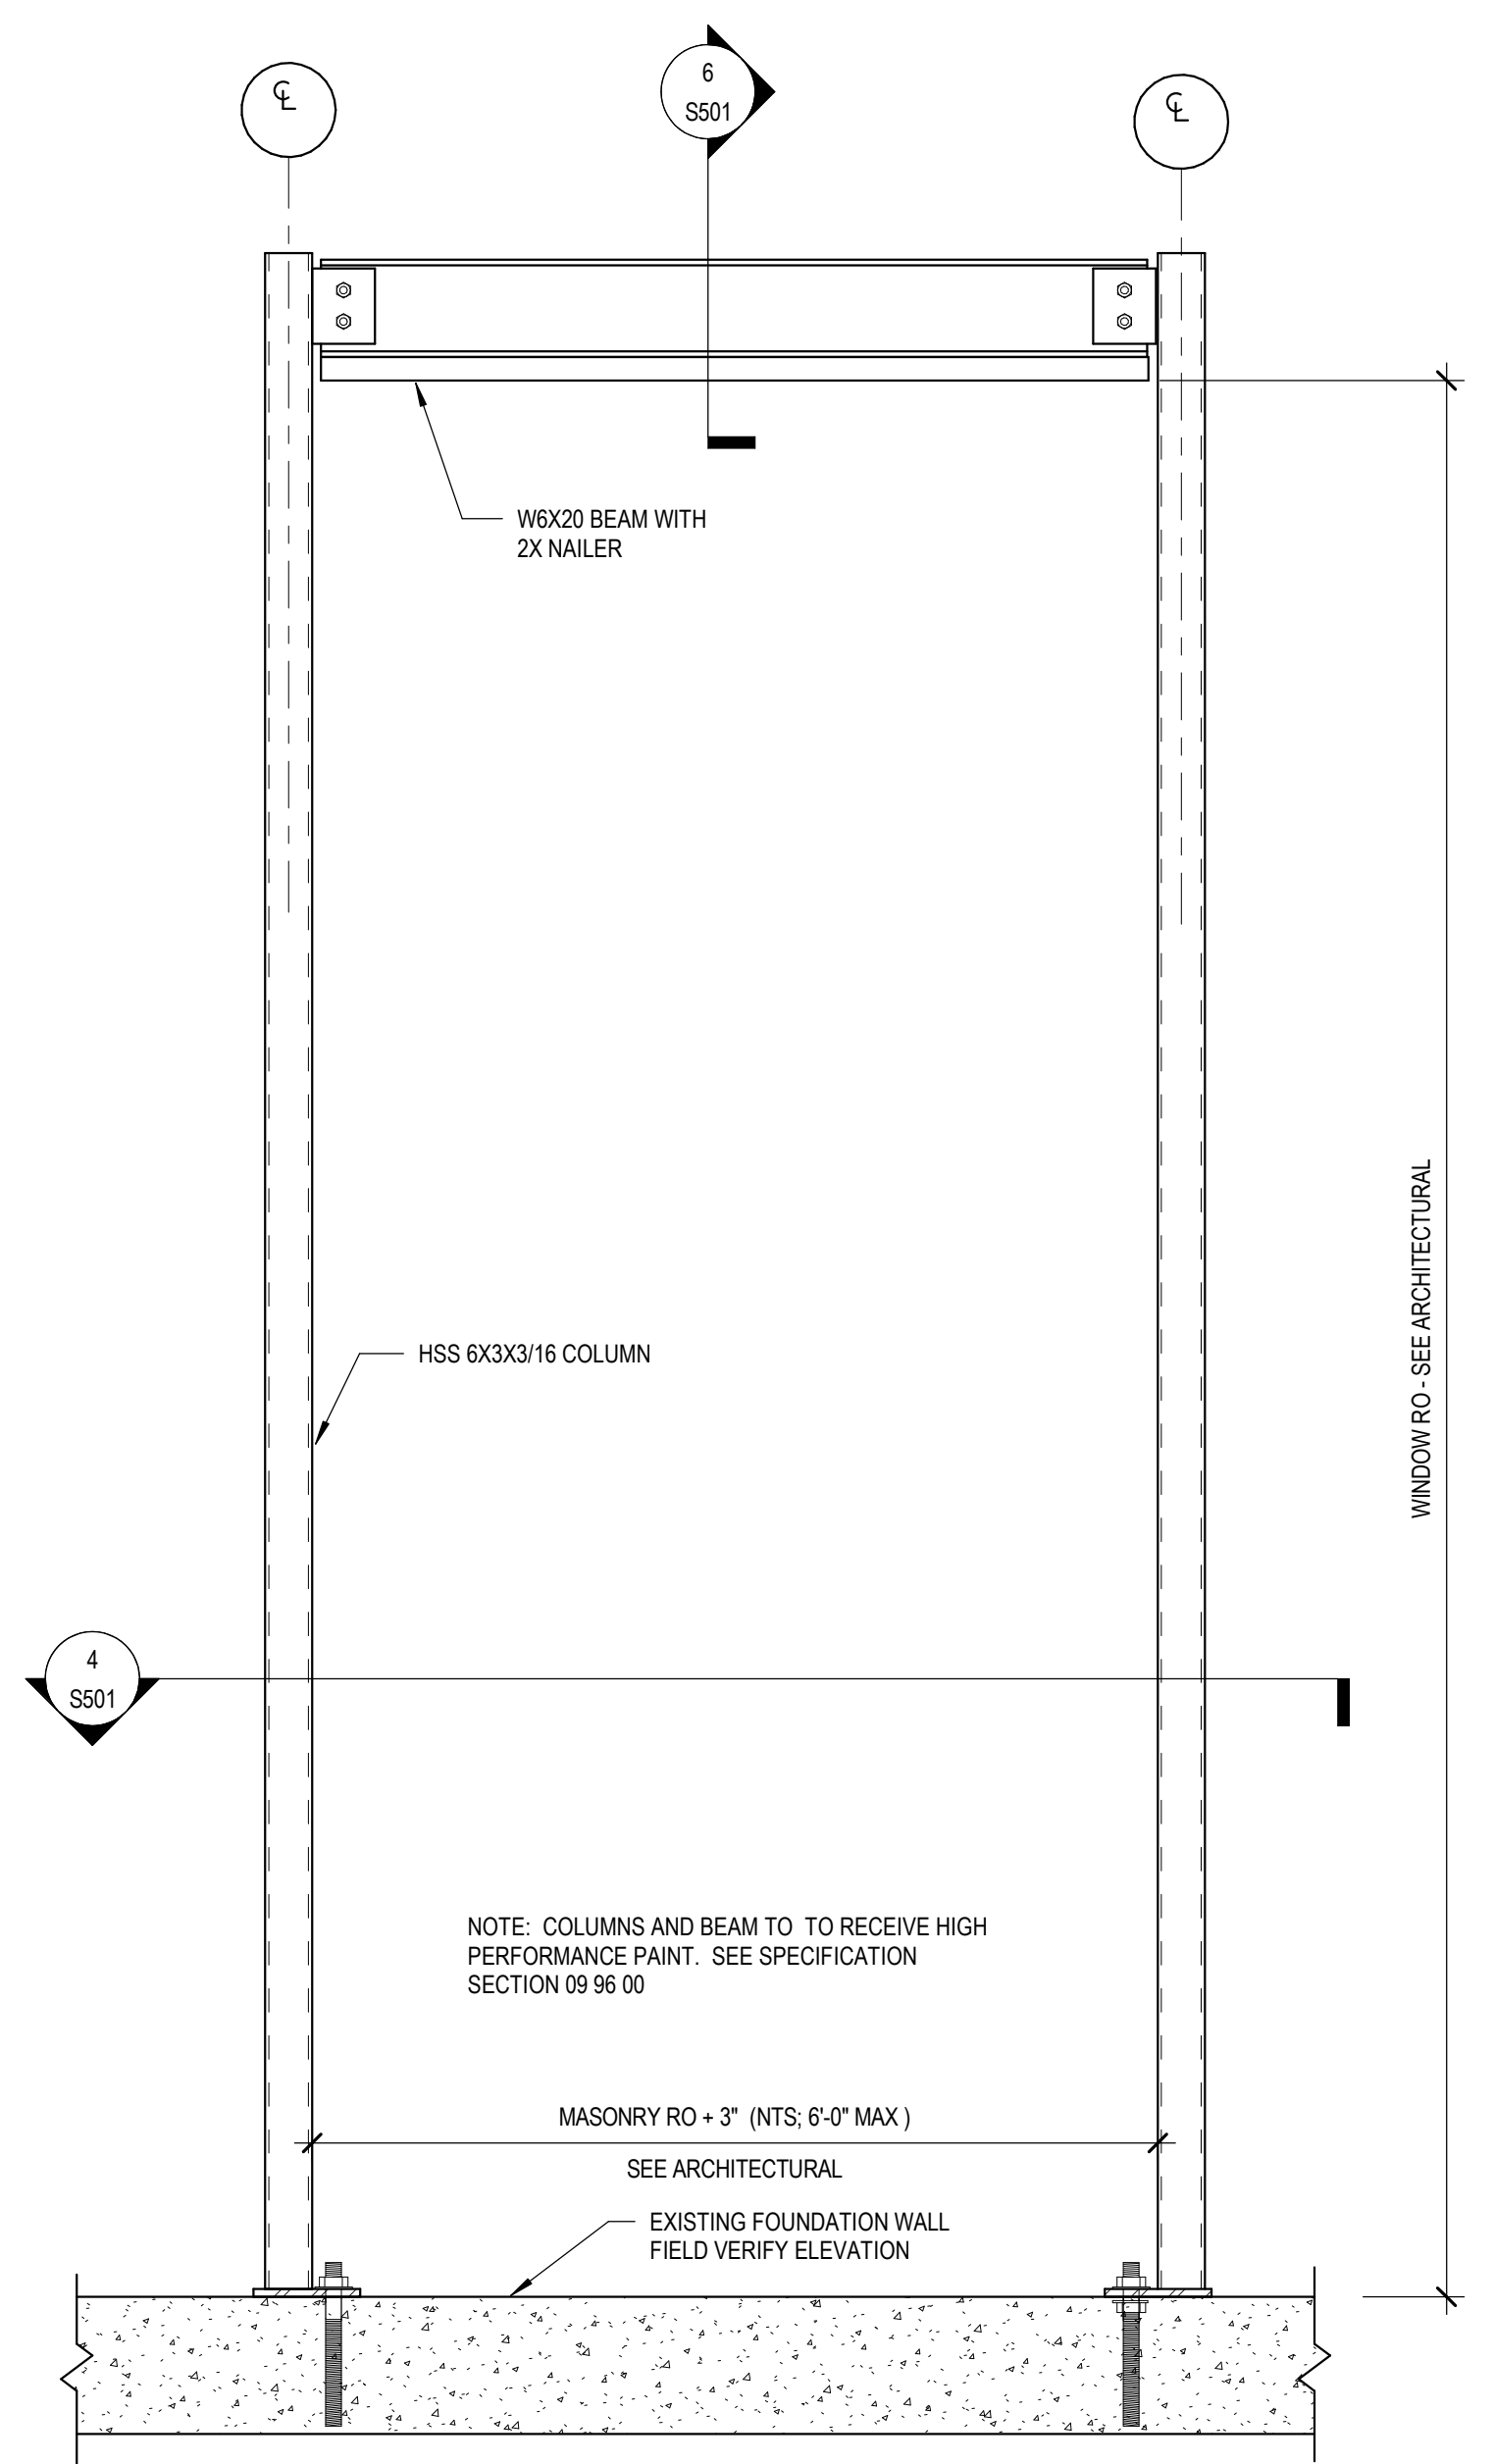 ℄
6
S501
℄
W6X20 BEAM WITH
2X NAILER
HSS 6X3X3/16 COLUMN
WINDOW RO - SEE ARCHITECTURAL
4
S501
NOTE:  COLUMNS AND BEAM TO  TO RECEIVE HIGH
PERFORMANCE PAINT.  SEE SPECIFICATION
SECTION 09 96 00
MASONRY RO + 3"  (NTS; 6'-0" MAX )
SEE ARCHITECTURAL
EXISTING FOUNDATION WALL
FIELD VERIFY ELEVATION